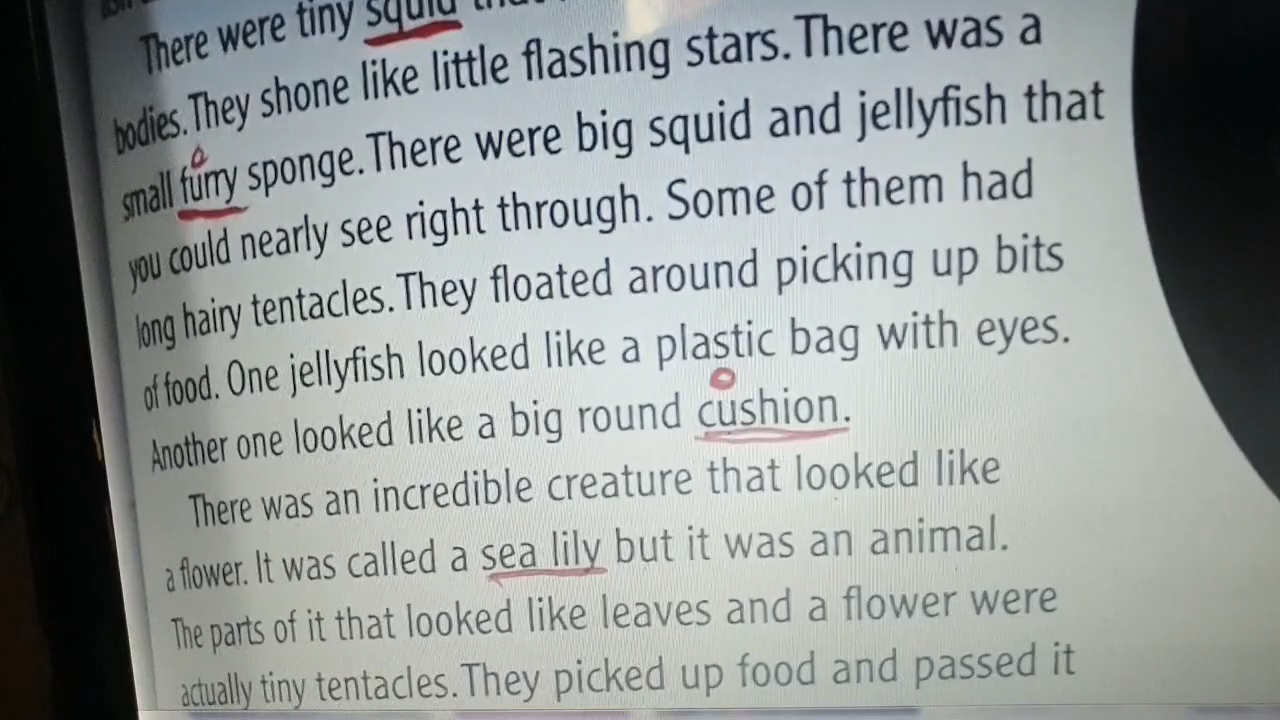 There were tiny squid
bodies. They shone like little flashing stars. There was a
small furry sponge. There were big squid and jellyfish that
you could nearly see right through. Some of them had
long hairy tentacles. They floated around picking up bits
of food. One jellyfish looked like a plastic bag with eyes.
Another one looked like a big round cushion.
There was an incredible creature that looked like
a flower. It was called a sea lily but it was an animal.
The parts of it that looked like leaves and a flower were
actually tiny tentacles. They picked up food and passed it